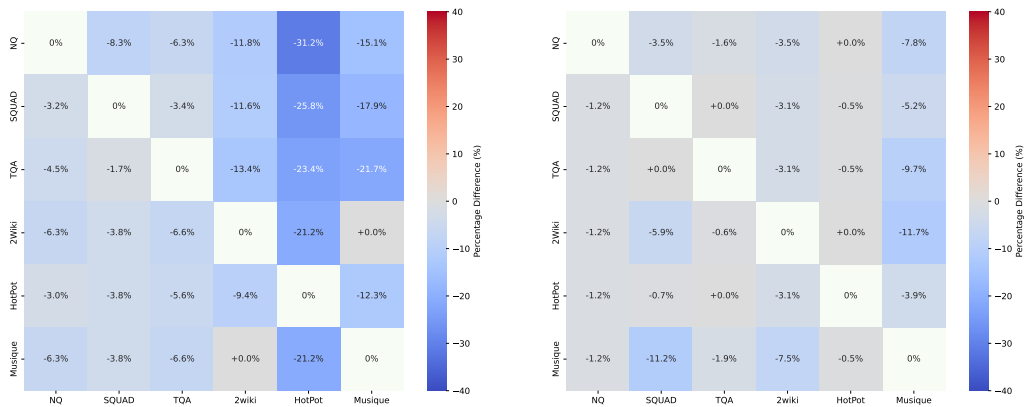 NQ 0% -8.3% -6.3% -11.8% -31.2% -15.1%
SQUAD -3.2% 0% -3.4% -11.6% -25.8% -17.9%
TQA -4.5% -1.7% 0% -13.4% -23.4% -21.7%
2Wiki -6.3% -3.8% -6.6% 0% -21.2% +0.0%
HotPot -3.0% -3.8% -5.6% -9.4% 0% -12.3%
Musique -6.3% -3.8% -6.6% +0.0% -21.2% 0%
NQ SQUAD TQA 2wiki HotPot Musique
40
30
20
10
0
−10
−20
−30
−40
Percentage Difference (%)
NQ 0% -3.5% -1.6% -3.5% +0.0% -7.8%
SQUAD -1.2% 0% +0.0% -3.1% -0.5% -5.2%
TQA -1.2% +0.0% 0% -3.1% -0.5% -9.7%
2Wiki -1.2% -5.9% -0.6% 0% +0.0% -11.7%
HotPot -1.2% -0.7% +0.0% -3.1% 0% -3.9%
Musique -1.2% -11.2% -1.9% -7.5% -0.5% 0%
NQ SQUAD TQA 2wiki HotPot Musique
40
30
20
10
0
−10
−20
−30
−40
Percentage Difference (%)